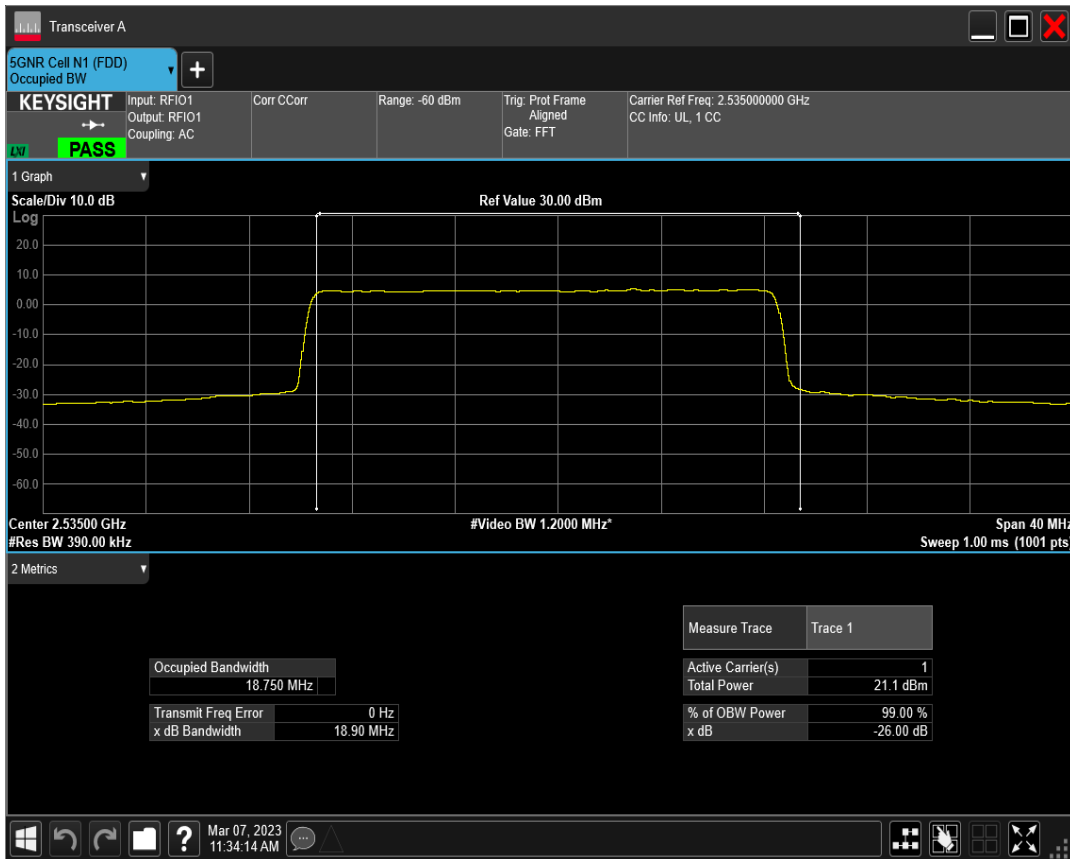 Transceiver A
5GNR Cell N1 (FDD)
Occupied BW
+
KEYSIGHT
LXI
PASS
Input: RFIO1
Output: RFIO1
Coupling: AC
Corr CCorr
Range: -60 dBm
Trig: Prot Frame
Aligned
Gate: FFT
Carrier Ref Freq: 2.535000000 GHz
CC Info: UL, 1 CC
1 Graph
Scale/Div 10.0 dB
Ref Value 30.00 dBm
Log
20.0
10.0
0.00
-10.0
-20.0
-30.0
-40.0
-50.0
-60.0
Center 2.53500 GHz
#Video BW 1.2000 MHz*
Span 40 MHz
#Res BW 390.00 kHz
Sweep 1.00 ms (1001 pts)
2 Metrics
Measure Trace Trace 1
Occupied Bandwidth
18.750 MHz
Active Carrier(s) 1
Total Power 21.1 dBm
Transmit Freq Error 0 Hz
x dB Bandwidth 18.90 MHz
% of OBW Power 99.00 %
x dB -26.00 dB
?
Mar 07, 2023
11:34:14 AM